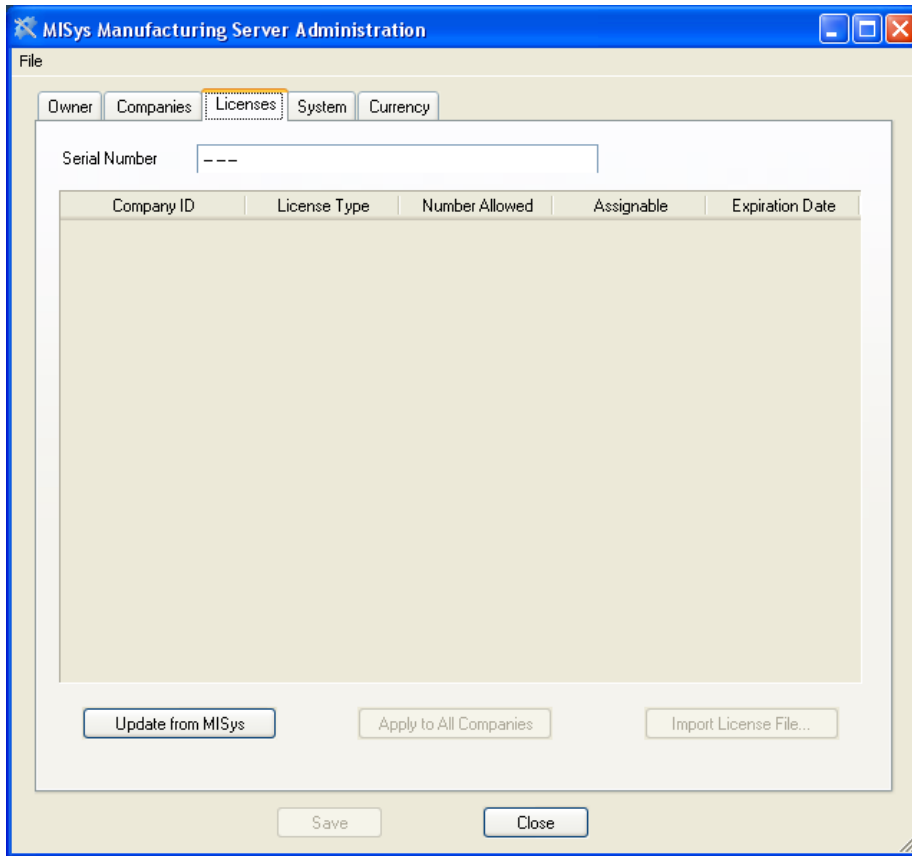 MISys Manufacturing Server Administration
File
Owner Companies Licenses System Currency
Serial Number ---
Company ID License Type Number Allowed Assignable Expiration Date
Update from MISys Apply to All Companies Import License File...
Save Close